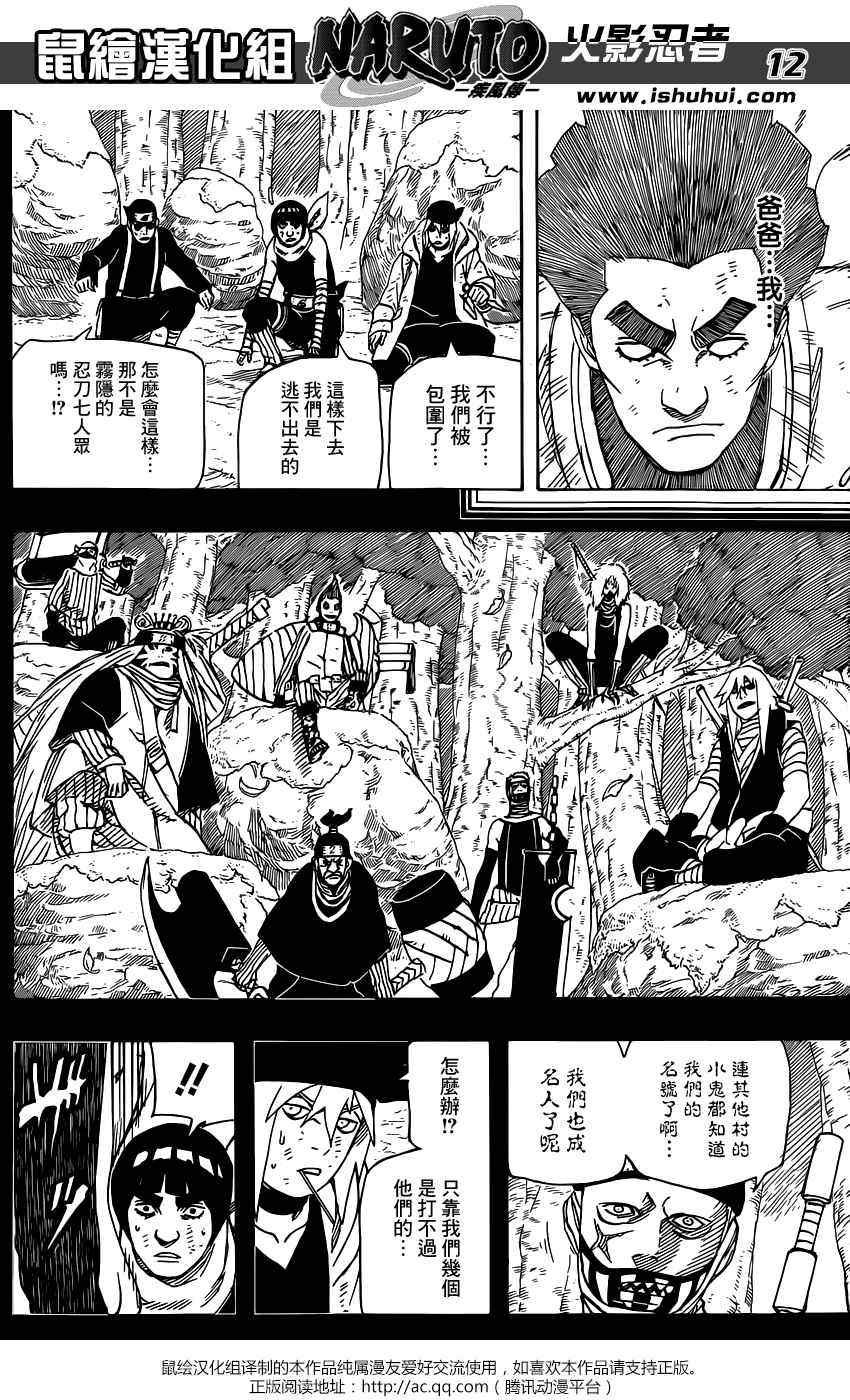 鼠繪漢化組
NARUTO
疾風傳
火影忍者
12
www.ishuhui.com
爸爸…我…
不行了…
我們被
包圍了…
這樣下去
我們是
逃不出去的
怎麼會這樣…
那不是
霧隱的
忍刀七人眾
嗎…!?
連其他村的
小鬼都知道
我們的
名號了啊…
我們也成
名人了呢
怎麼辦!?
只靠我們幾個
是打不過
他們的…
!!
鼠绘汉化组译制的本作品纯属漫友爱好交流使用，如喜欢本作品请支持正版。
正版阅读地址：http://ac.qq.com（腾讯动漫平台）